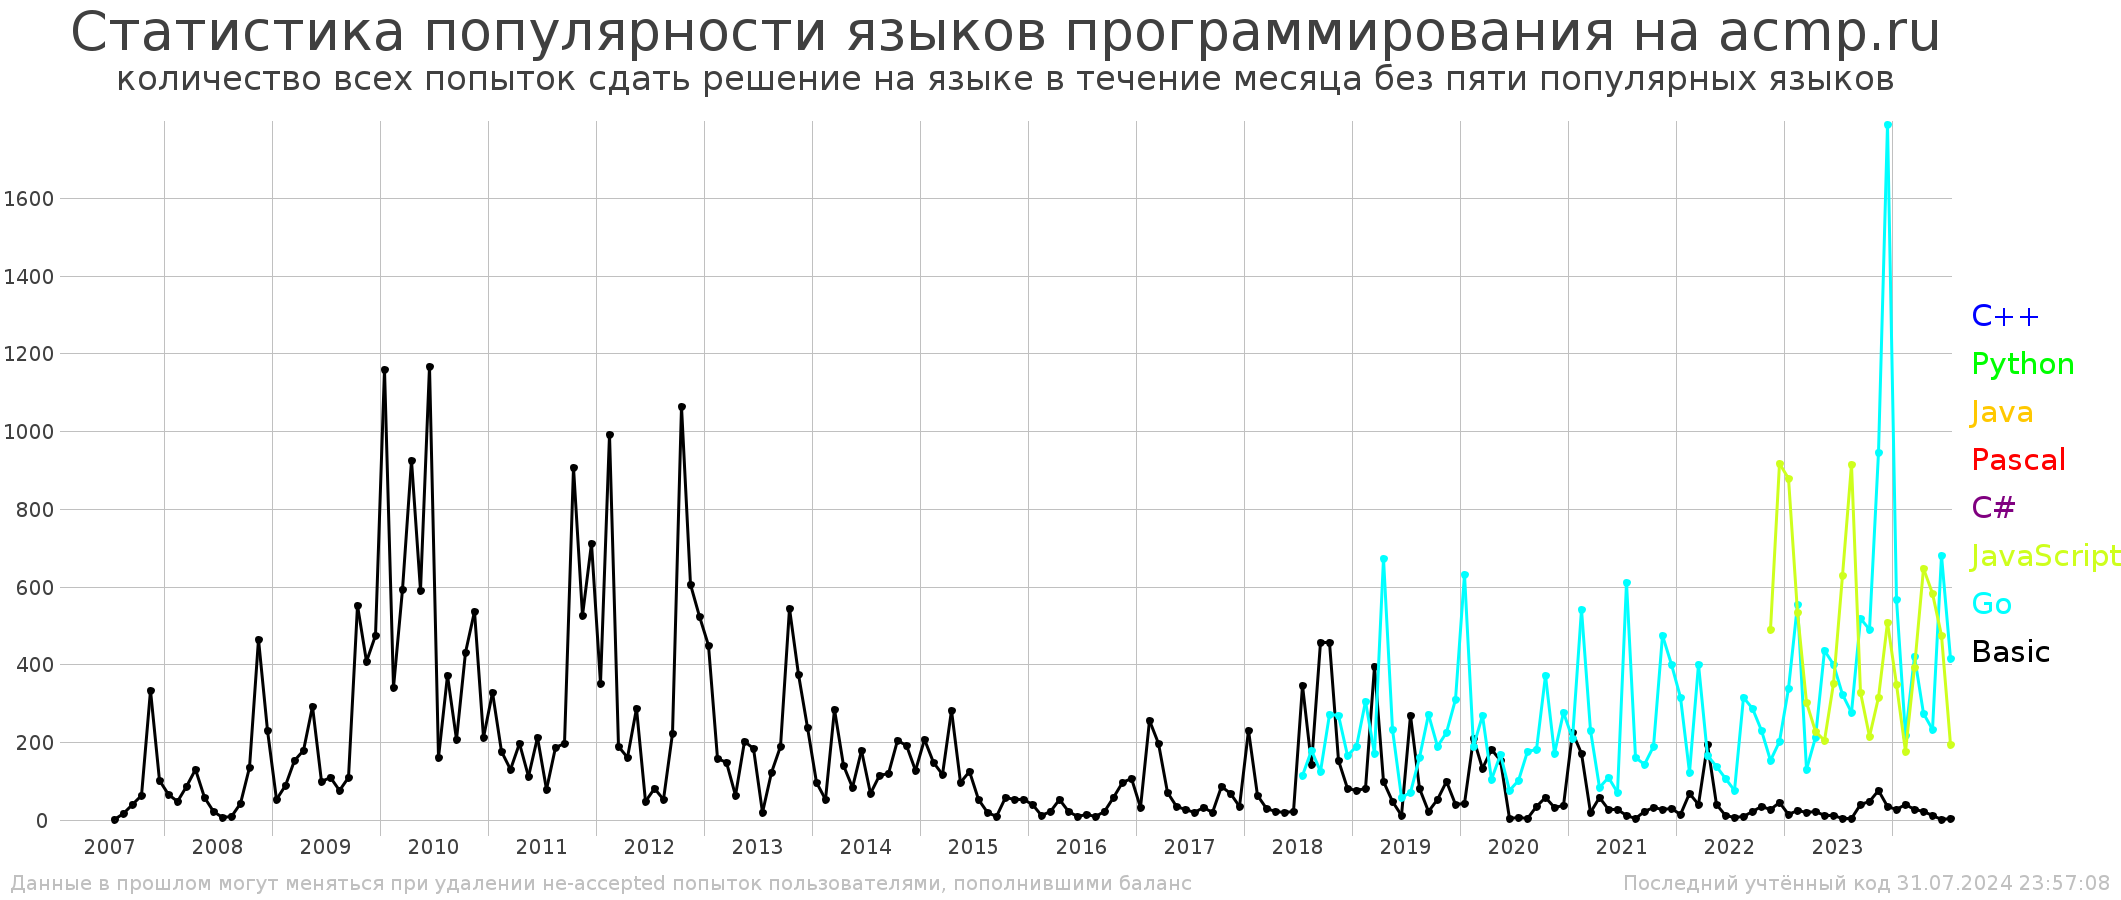 Статистика популярности языков программирования на acmp.ru
количество всех попыток сдать решение на языке в течение месяца без пяти популярных языков
1600
1400
1200
1000
800
600
400
200
0
C++
Python
Java
Pascal
C#
JavaScript
Go
Basic
2007 2008 2009 2010 2011 2012 2013 2014 2015 2016 2017 2018 2019 2020 2021 2022 2023
Данные в прошлом могут меняться при удалении не-accepted попыток пользователями, пополнившими баланс
Последний учтённый код 31.07.2024 23:57:08